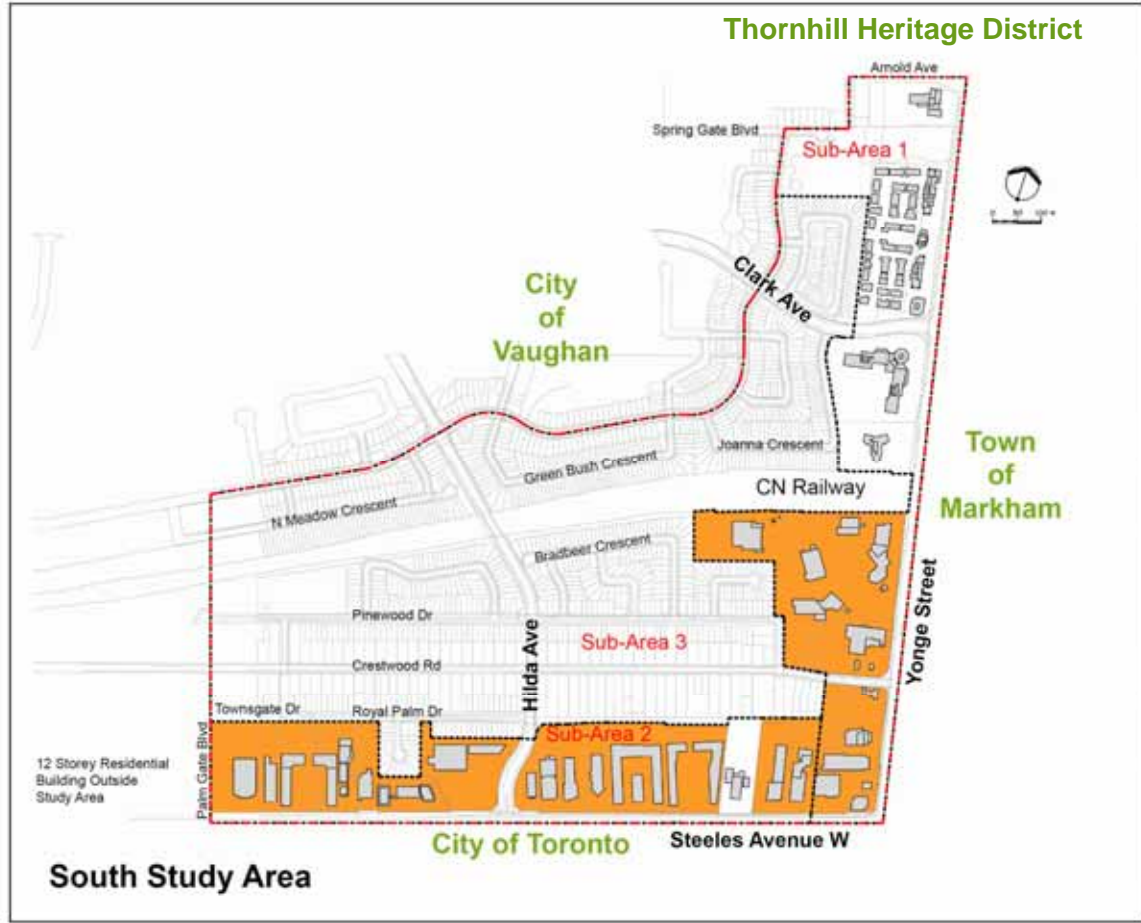 Thornhill Heritage District
Arnold Ave
Spring Gate Blvd
Sub-Area 1
Clark Ave
City
of
Vaughan
Joanna Crescent
Green Bush Crescent
Town
of
Markham
CN Railway
N Meadow Crescent
Bradbeer Crescent
Yonge Street
Pinewood Dr
Hilda Ave
Sub-Area 3
Crestwood Rd
Townsgate Dr
Royal Palm Dr
Sub-Area 2
12 Storey Residential
Building Outside
Study Area
Palm Gate Blvd
City of Toronto
Steeles Avenue W
South Study Area